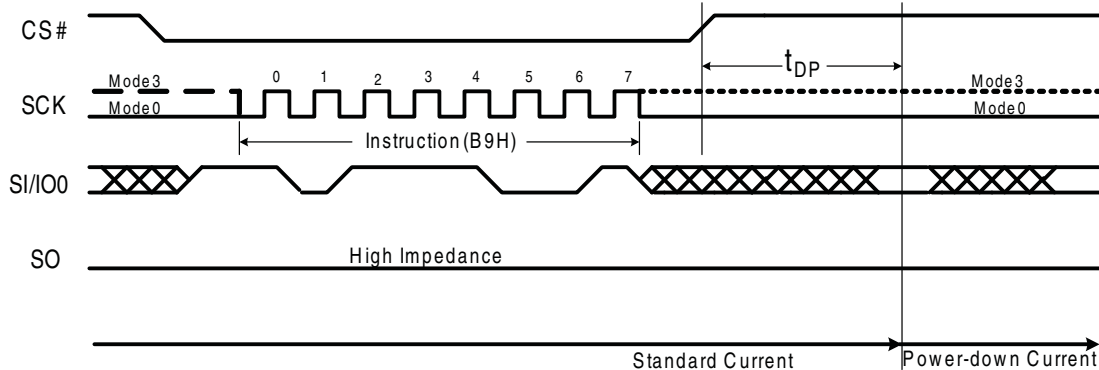 CS#
t_DP
0 1 2 3 4 5 6 7
Mode3 Mode3
SCK
Mode0 Mode0
Instruction(B9H)
SI/IO0
High Impedance
SO
Standard Current Power-down Current